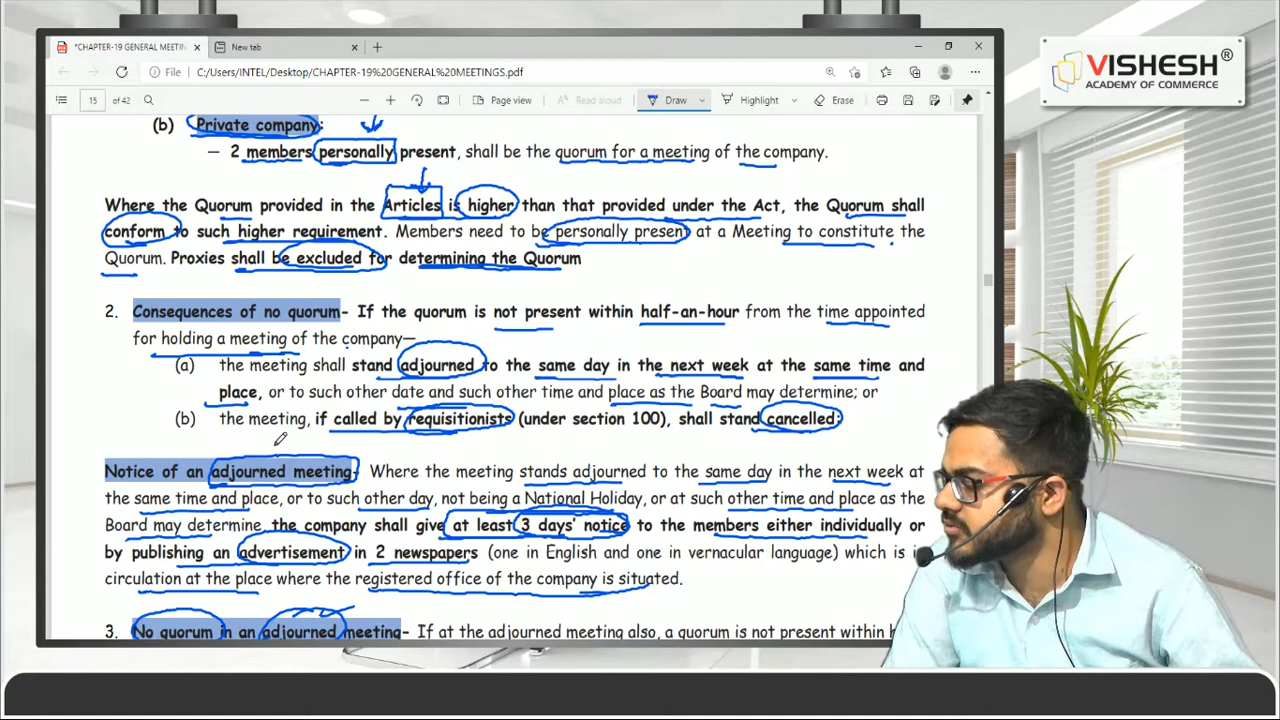 *CHAPTER-19 GENERAL MEETIN
New tab
File
C:/Users/INTEL/Desktop/CHAPTER-19%20GENERAL%20MEETINGS.pdf
15 of 42
Page view
Read aloud
Draw
Highlight
Erase
VISHESH®
ACADEMY OF COMMERCE
(b) Private company:
— 2 members personally present, shall be the quorum for a meeting of the company.
Where the Quorum provided in the Articles is higher than that provided under the Act, the Quorum shall
conform to such higher requirement. Members need to be personally present at a Meeting to constitute the
Quorum. Proxies shall be excluded for determining the Quorum
2. Consequences of no quorum- If the quorum is not present within half-an-hour from the time appointed
for holding a meeting of the company—
(a) the meeting shall stand adjourned to the same day in the next week at the same time and
place, or to such other date and such other time and place as the Board may determine; or
(b) the meeting, if called by requisitionists (under section 100), shall stand cancelled:
Notice of an adjourned meeting- Where the meeting stands adjourned to the same day in the next week at
the same time and place, or to such other day, not being a National Holiday, or at such other time and place as the
Board may determine, the company shall give at least 3 days' notice to the members either individually or
by publishing an advertisement in 2 newspapers (one in English and one in vernacular language) which is
circulation at the place where the registered office of the company is situated.
3. No quorum in an adjourned meeting- If at the adjourned meeting also, a quorum is not present within